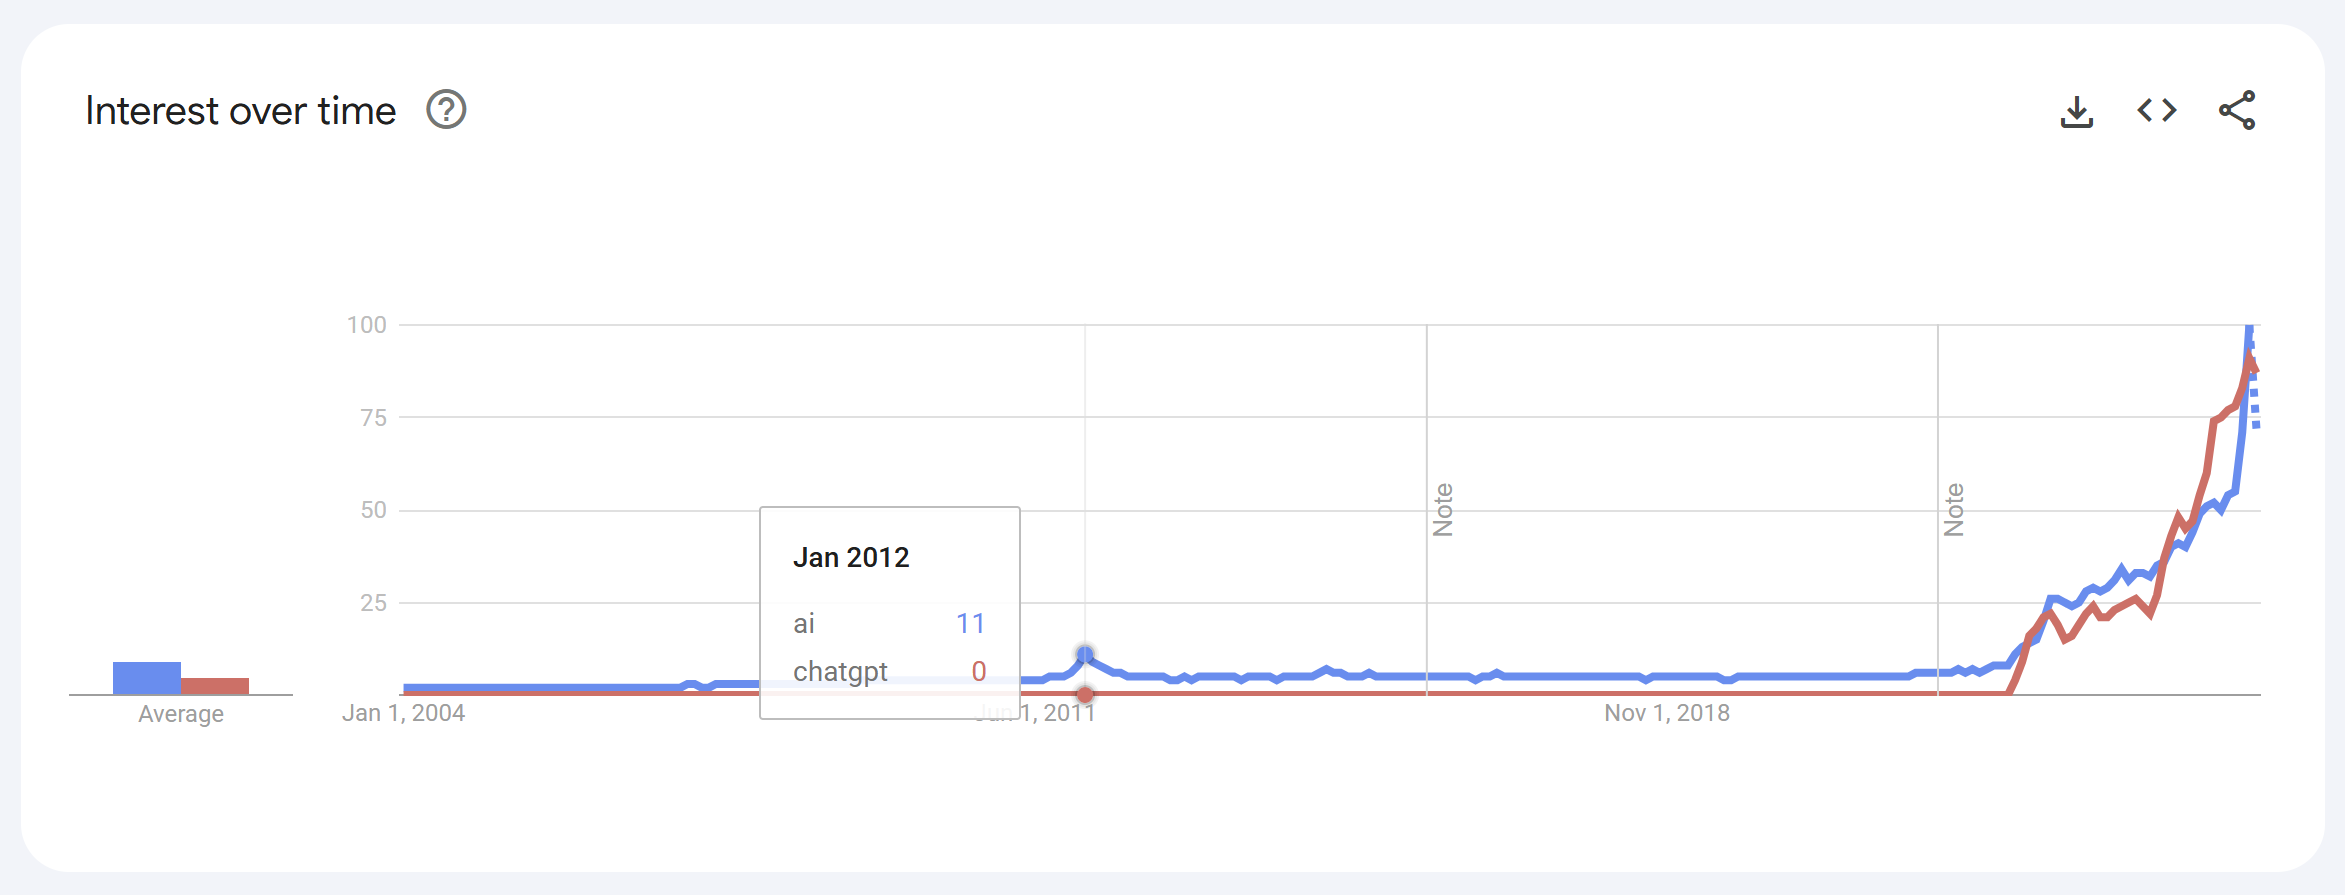 Interest over time
100
75
50
25
Note
Note
Jan 2012
ai 11
chatgpt 0
Average
Jan 1, 2004
Jun 1, 2011
Nov 1, 2018